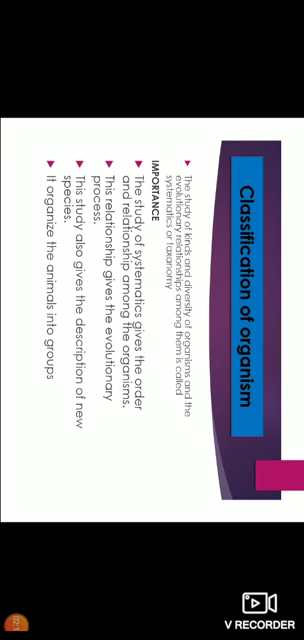 Classification of organism
The study of kinds and diversity of organisms and the
evolutionary relationships among them is called
systematics or taxanomy
IMPORTANCE
The study of systematics gives the order
and relationship among the organisms.
This relationship gives the evolutionary
process.
This study also gives the description of new
species.
It organize the animals into groups
V RECORDER